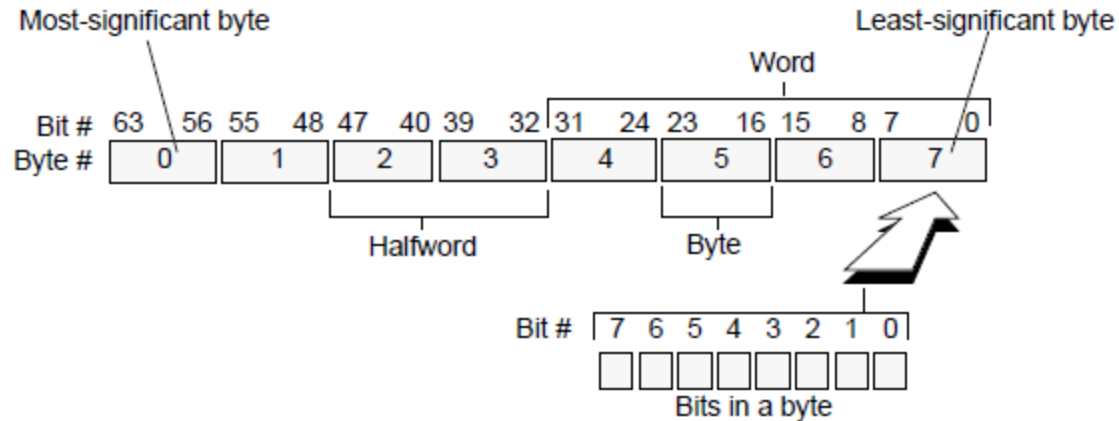 Most-significant byte Least-significant byte
Word
Bit # 63 56 55 48 47 40 39 32 31 24 23 16 15 8 7 0
Byte # 0 1 2 3 4 5 6 7
Halfword Byte
Bit # 7 6 5 4 3 2 1 0
Bits in a byte